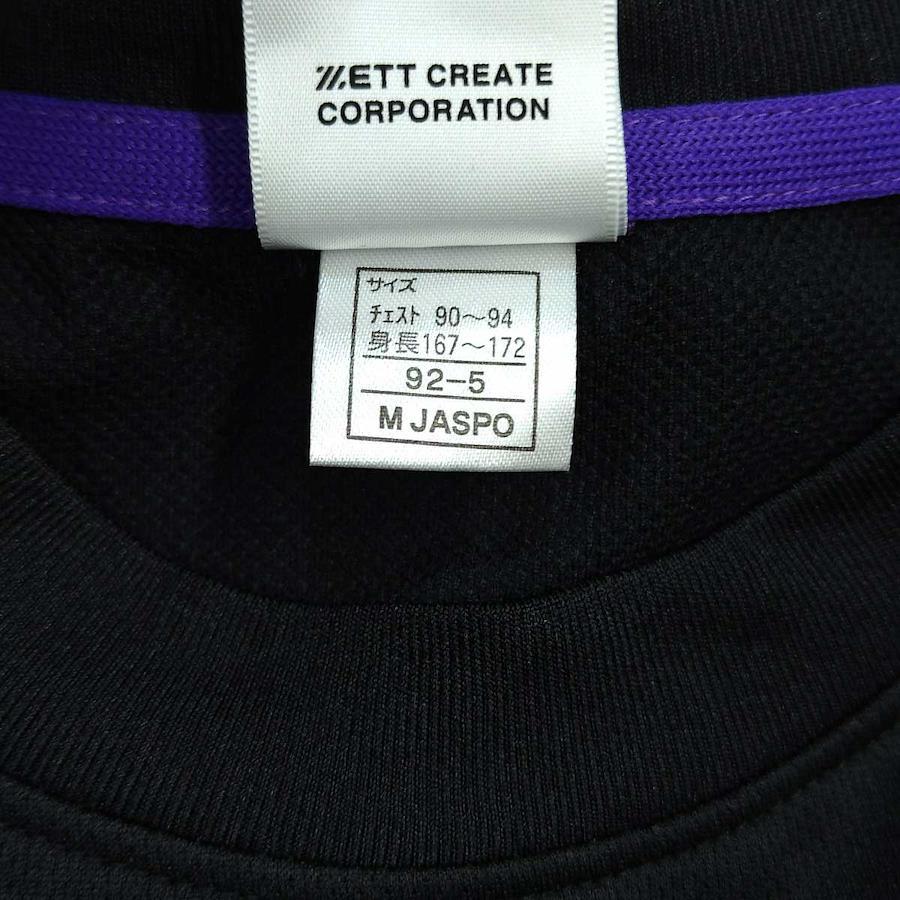 ZETT CREATE
CORPORATION
サイズ
チェスト 90〜94
身長167〜172
92-5
M JASPO